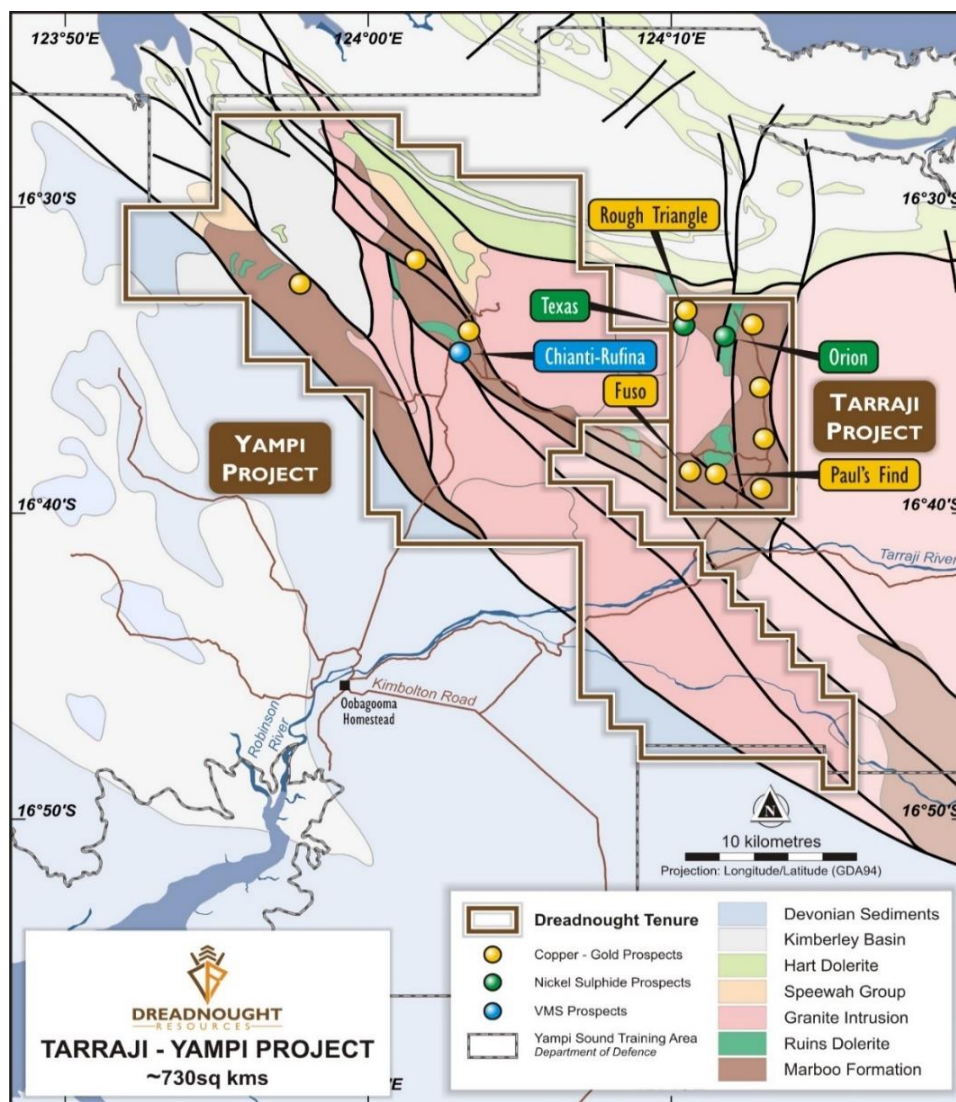 123°50'E
124°00'E
124°10'E
16°30'S
16°30'S
Rough Triangle
Texas
Chianti-Rufina
Orion
Fuso
TARRAJI
PROJECT
YAMPI
PROJECT
Paul's Find
16°40'S
16°40'S
Tarraji River
Kimbolton Road
Oobagooma
Homestead
Robinson
River
16°50'S
16°50'S
N
10 kilometres
Projection: Longitude/Latitude (GDA94)
Dreadnought Tenure
Copper - Gold Prospects
Nickel Sulphide Prospects
VMS Prospects
Yampi Sound Training Area
Department of Defence
Devonian Sediments
Kimberley Basin
Hart Dolerite
Speewah Group
Granite Intrusion
Ruins Dolerite
Marboo Formation
DREADNOUGHT
RESOURCES
TARRAJI - YAMPI PROJECT
~730sq kms